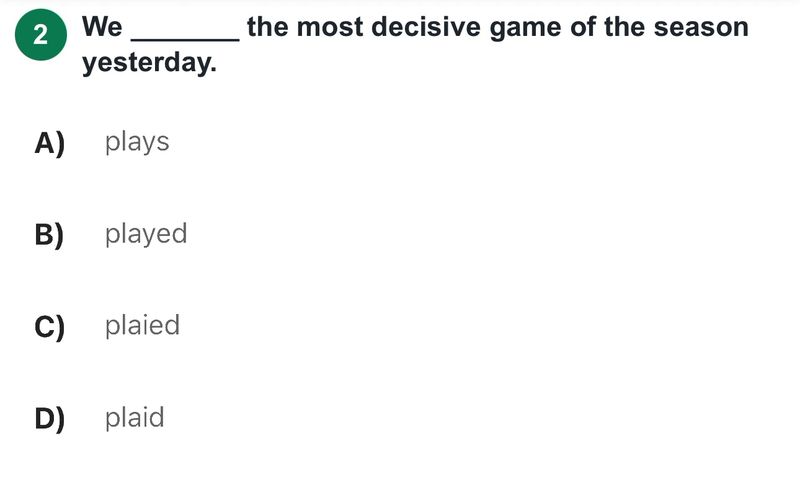 2 We _______ the most decisive game of the season
yesterday.
A) plays
B) played
C) plaied
D) plaid